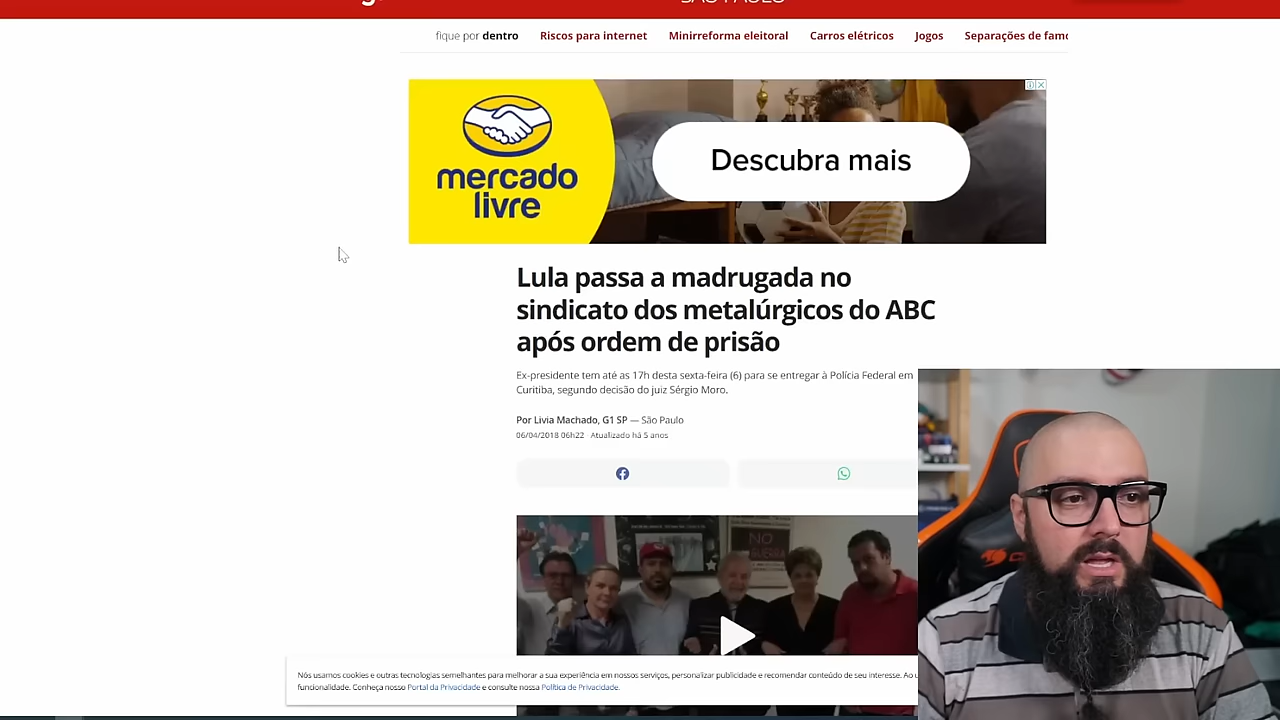 SÃO PAULO
fique por dentro Riscos para internet Minirreforma eleitoral Carros elétricos Jogos Separações de famo
mercado
livre
Descubra mais
Lula passa a madrugada no
sindicato dos metalúrgicos do ABC
após ordem de prisão
Ex-presidente tem até as 17h desta sexta-feira (6) para se entregar à Polícia Federal em
Curitiba, segundo decisão do juiz Sérgio Moro.
Por Livia Machado, G1 SP — São Paulo
06/04/2018 06h22 · Atualizado há 5 anos
NO
GUERRA
Nós usamos cookies e outras tecnologias semelhantes para melhorar a sua experiência em nossos serviços, personalizar publicidade e recomendar conteúdo de seu interesse. Ao
funcionalidade. Conheça nosso Portal da Privacidade e consulte nossa Política de Privacidade.